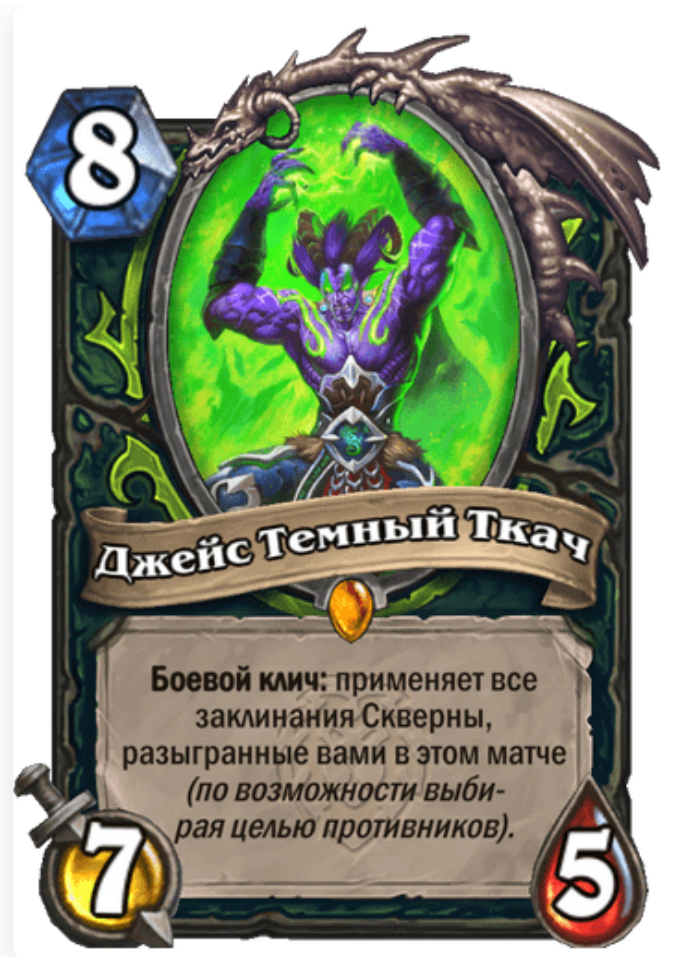 8
Джейс Темный Ткач
Боевой клич: применяет все
заклинания Скверны,
разыгранные вами в этом матче
(по возможности выби-
рая целью противников).
7
5